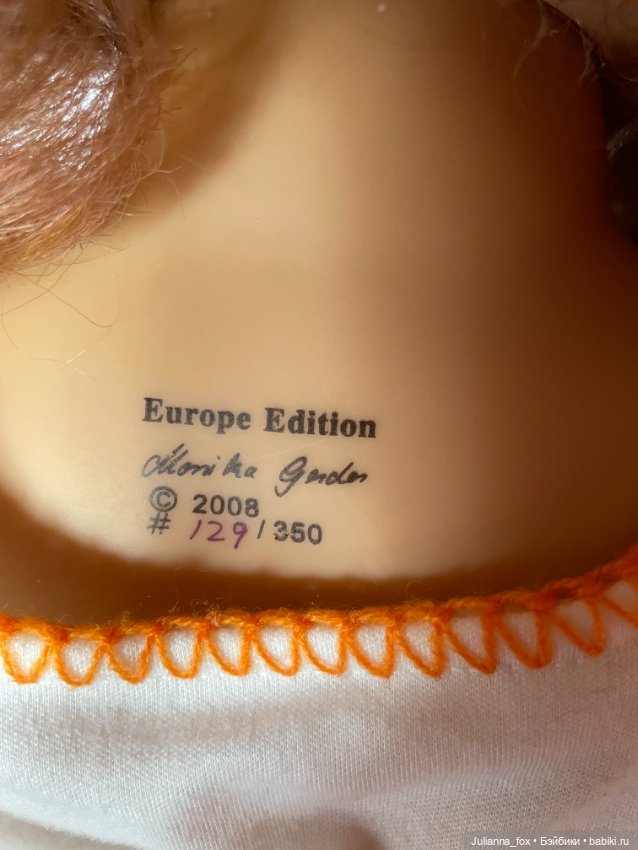 Europe Edition
Monika Gerdes
© 2008
# 129/350
Julianna_fox • Бэйбики • babiki.ru